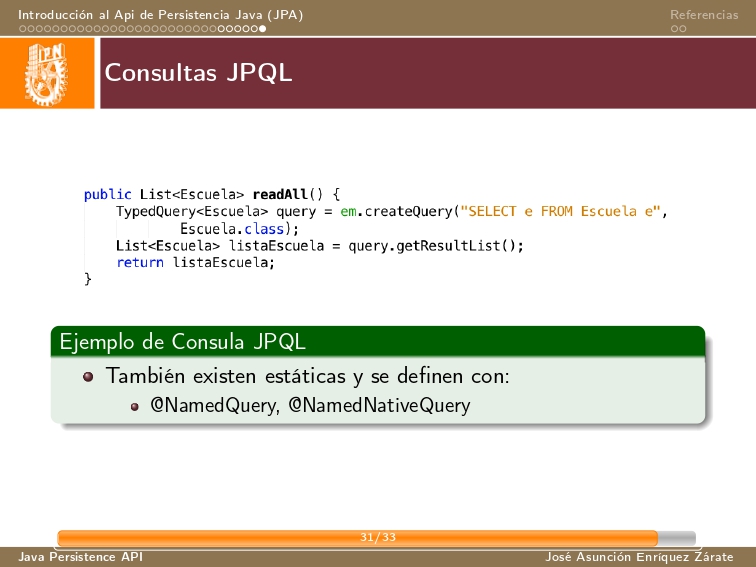 Introducción al Api de Persistencia Java (JPA)
Referencias
IPN
Consultas JPQL
public List<Escuela> readAll() {
    TypedQuery<Escuela> query = em.createQuery("SELECT e FROM Escuela e",
            Escuela.class);
    List<Escuela> listaEscuela = query.getResultList();
    return listaEscuela;
}
Ejemplo de Consula JPQL
También existen estáticas y se definen con:
@NamedQuery, @NamedNativeQuery
31/33
Java Persistence API
José Asunción Enríquez Zárate